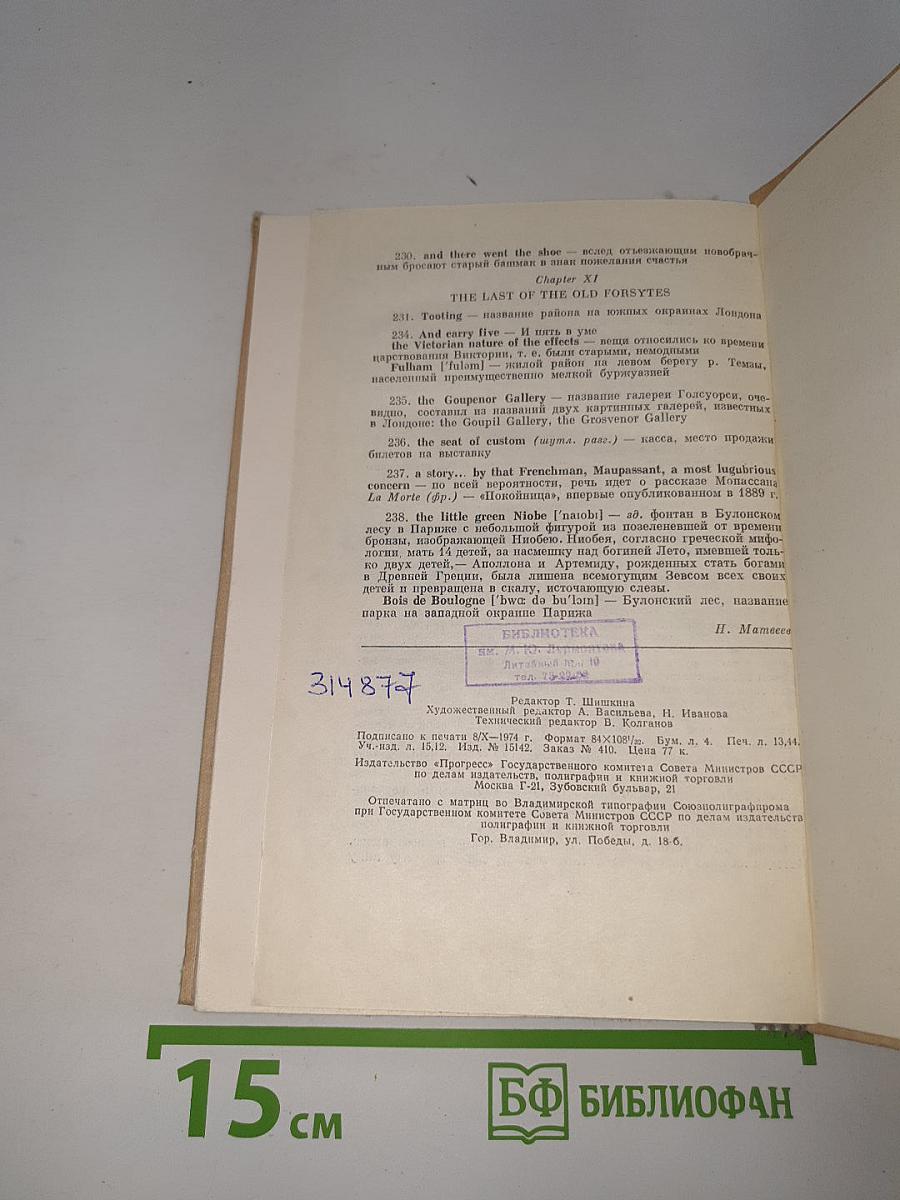 230. and there went the shoe — вслед отъезжающим новобрач-
ным бросают старый башмак в знак пожелания счастья
Chapter XI
THE LAST OF THE OLD FORSYTES
231. Tooting — название района на южных окраинах Лондона
234. And carry five — И пять в уме
the Victorian nature of the effects — вещи относились ко времени
царствования Виктории, т. е. были старыми, немодными
Fulham ['fuləm] — жилой район на левом берегу р. Темзы,
населенный преимущественно мелкой буржуазией
235. the Goupenor Gallery — название галереи Голсуорси, оче-
видно, составил из названий двух картинных галерей, известных
в Лондоне: the Goupil Gallery, the Grosvenor Gallery
236. the seat of custom (шутл. разг.) — касса, место продажи
билетов на выставку
237. a story... by that Frenchman, Maupassant, a most lugubrious
concern — по всей вероятности, речь идет о рассказе Мопассана
La Morte (фр.) — «Покойница», впервые опубликованном в 1889 г.
238. the little green Niobe ['naɪobɪ] — зд. фонтан в Булонском
лесу в Париже с небольшой фигурой из позеленевшей от времени
бронзы, изображающей Ниобею. Ниобея, согласно греческой мифо-
логии, мать 14 детей, за насмешку над богиней Лето, имевшей толь-
ко двух детей,— Аполлона и Артемиду, рожденных стать богами
в Древней Греции, была лишена всемогущим Зевсом всех своих
детей и превращена в скалу, источающую слезы.
Bois de Boulogne ['bwɑ: də bu'lɔɪn] — Булонский лес, название
парка на западной окраине Парижа
Н. Матвеев
БИБЛИОТЕКА
им. М. Ю. Лермонтова
Литейный 10
тел.
314877
Редактор Т. Шишкина
Художественный редактор А. Васильева, Н. Иванова
Технический редактор В. Колганов
Подписано к печати 8/X—1974 г. Формат 84×108¹/₃₂. Бум. л. 4. Печ. л. 13,44.
Уч.-изд. л. 15,12. Изд. № 15142. Заказ № 410. Цена 77 к.
Издательство «Прогресс» Государственного комитета Совета Министров СССР
по делам издательств, полиграфии и книжной торговли
Москва Г-21, Зубовский бульвар, 21
Отпечатано с матриц во Владимирской типографии Союзполиграфпрома
при Государственном комитете Совета Министров СССР по делам издательств
полиграфии и книжной торговли
Гор. Владимир, ул. Победы, д. 18-б.
15 см
БФ БИБЛИОФАН